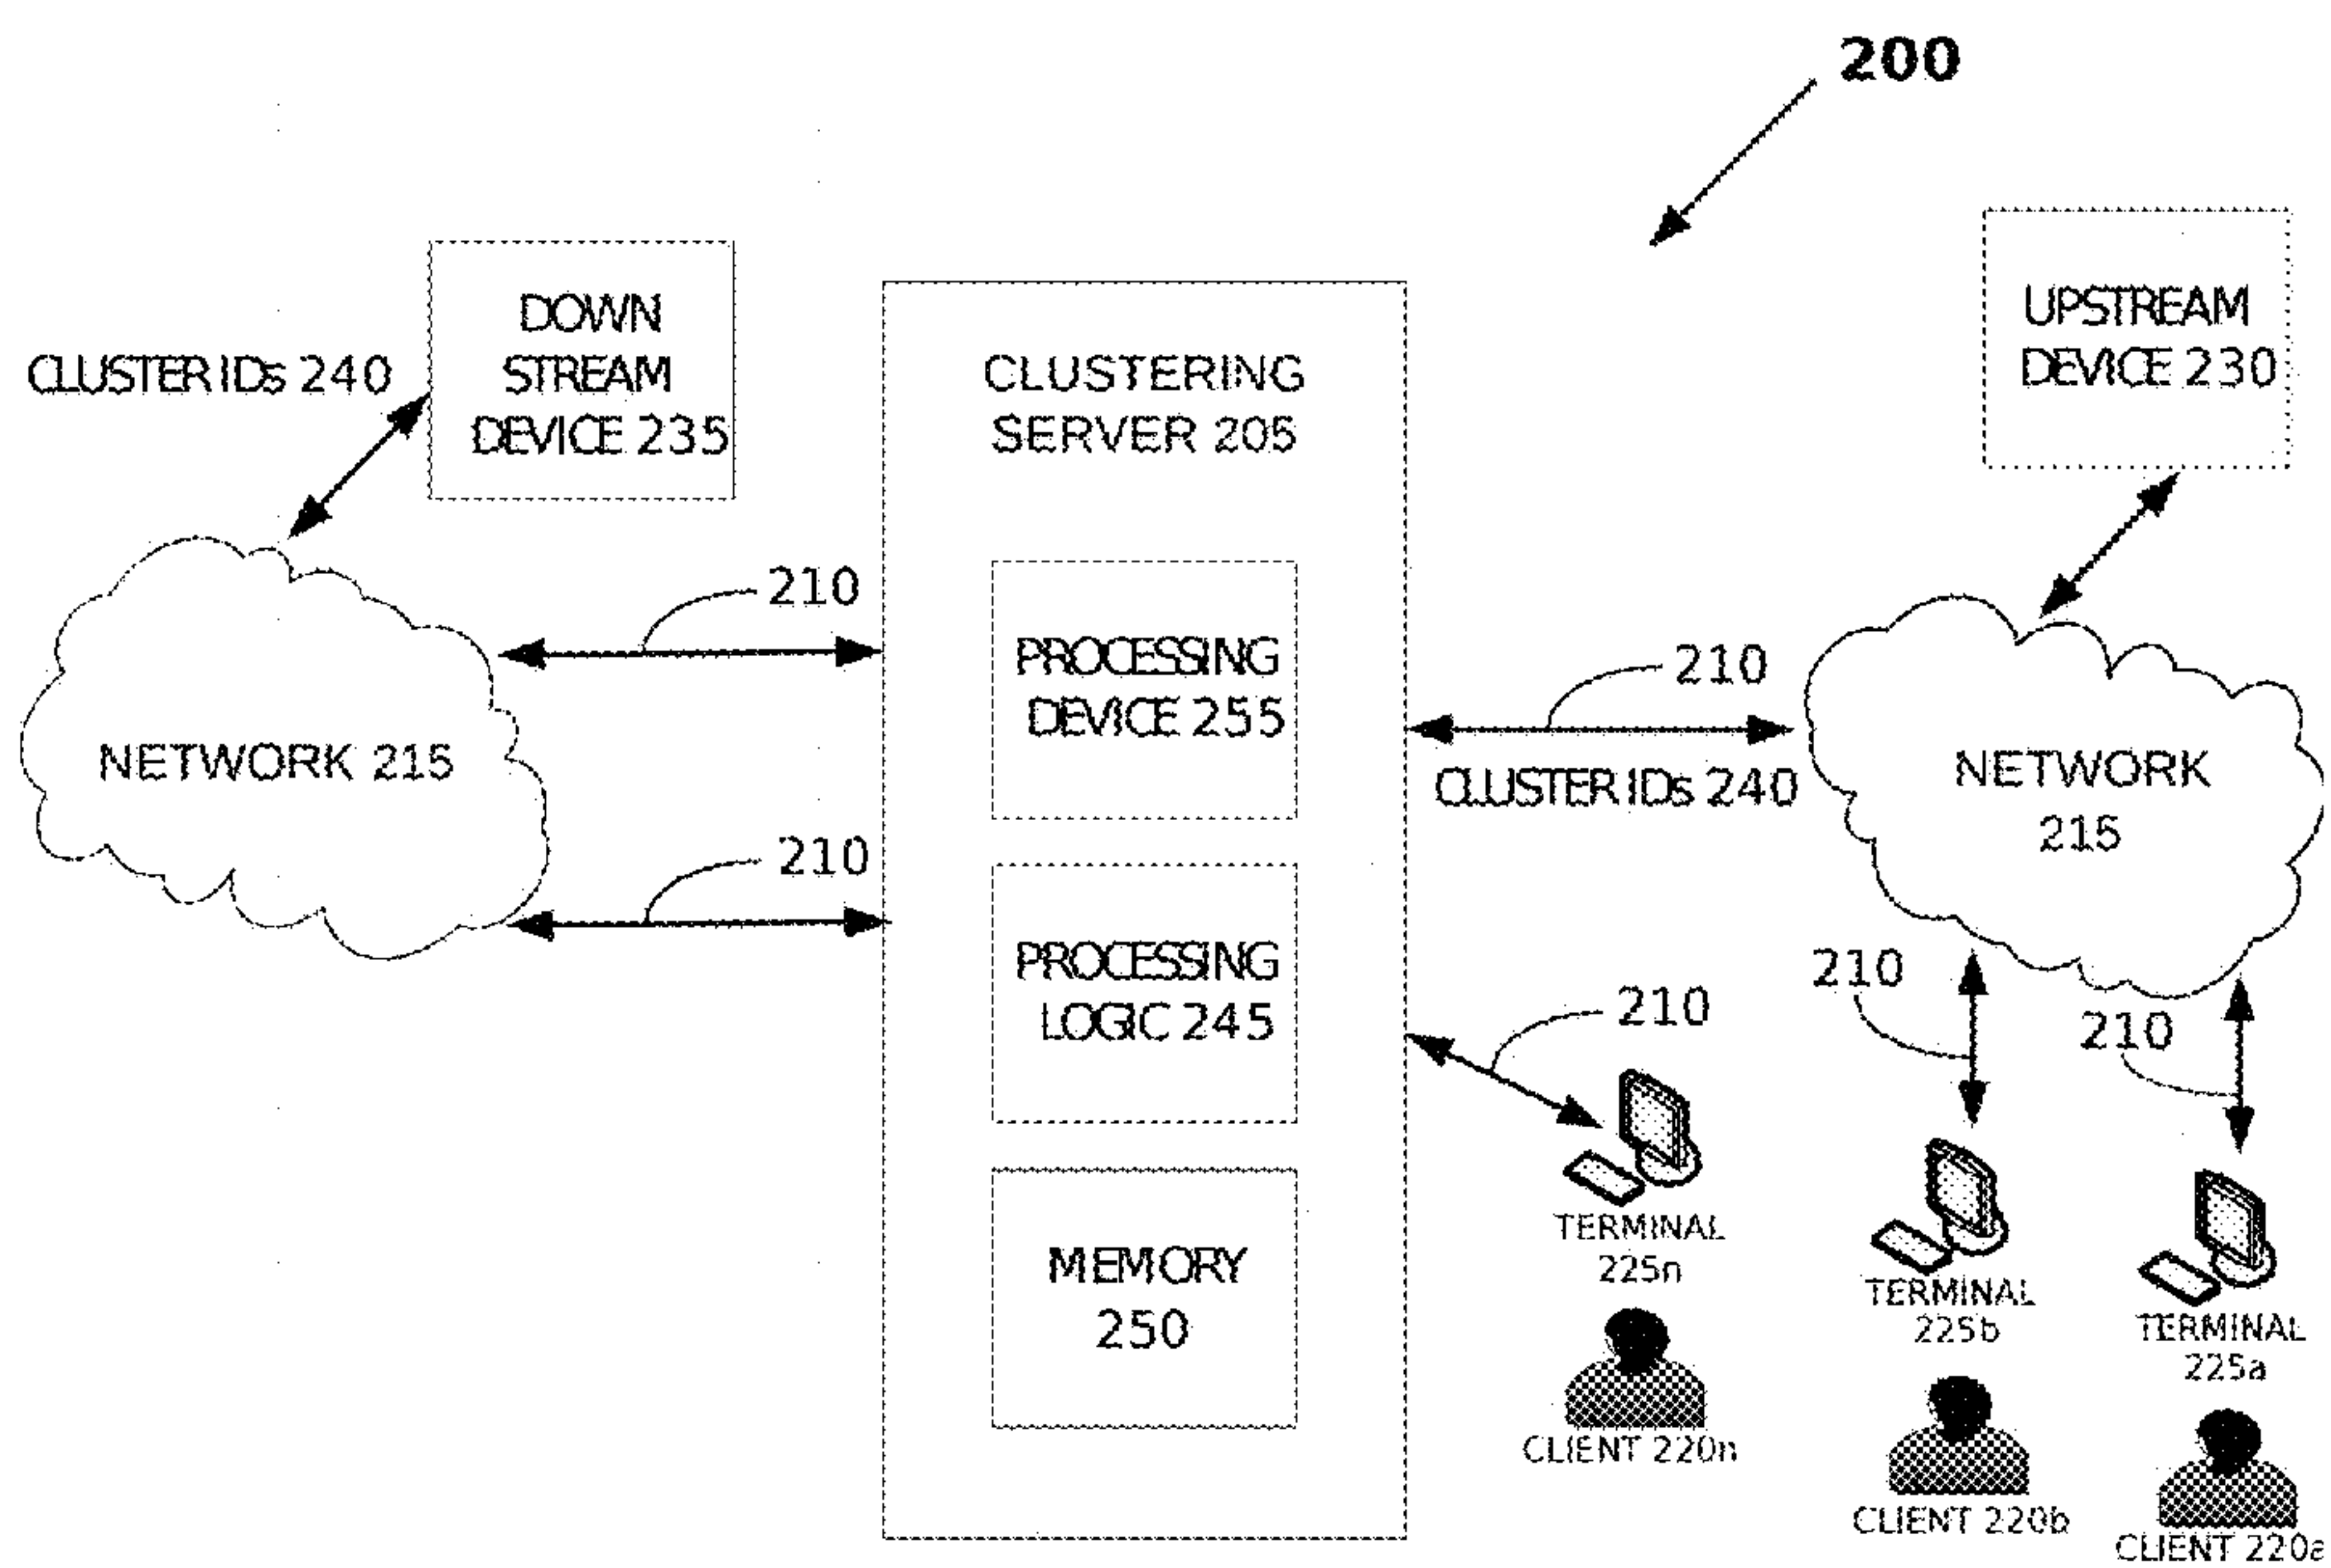 200
DOWN
STREAM
DEVICE 235
CLUSTER IDs 240
CLUSTERING
SERVER 205
UPSTREAM
DEVICE 230
210
PROCESSING
DEVICE 255
210
NETWORK 215
CLUSTER IDs 240
NETWORK
215
210
PROCESSING
LOGIC 245
210
210
210
MEMORY
250
TERMINAL
225n
TERMINAL
225b
TERMINAL
225a
CLIENT 220n
CLIENT 220b
CLIENT 220a